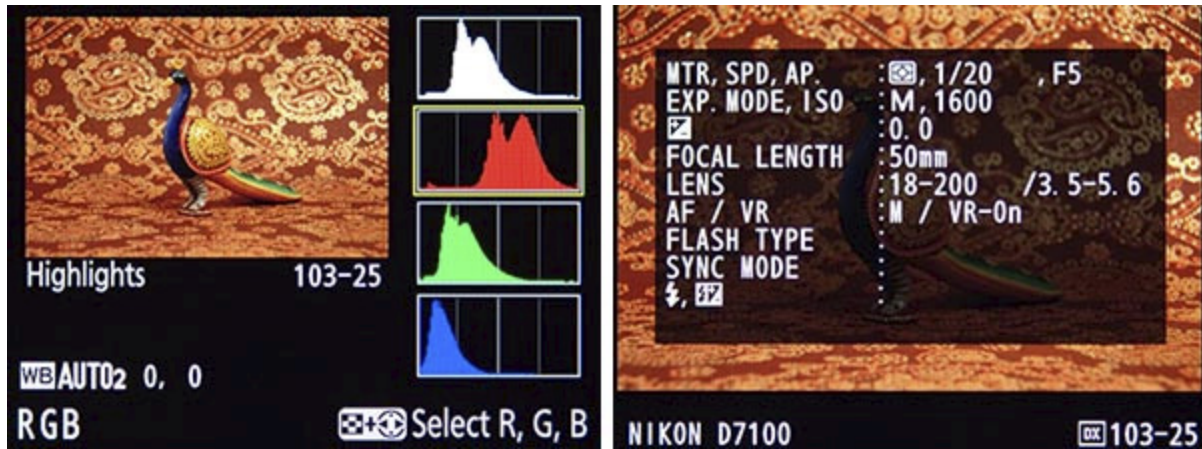 Highlights 103-25
WB AUTO2 0, 0
RGB Select R, G, B
MTR, SPD, AP. : , 1/20 , F5
EXP. MODE, ISO : M, 1600
: 0. 0
FOCAL LENGTH : 50mm
LENS : 18-200 /3. 5-5. 6
AF / VR : M / VR-On
FLASH TYPE :
SYNC MODE :
, :
NIKON D7100 DX 103-25